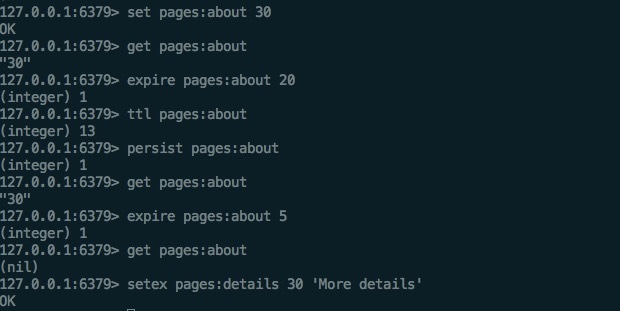 127.0.0.1:6379> set pages:about 30
OK
127.0.0.1:6379> get pages:about
"30"
127.0.0.1:6379> expire pages:about 20
(integer) 1
127.0.0.1:6379> ttl pages:about
(integer) 13
127.0.0.1:6379> persist pages:about
(integer) 1
127.0.0.1:6379> get pages:about
"30"
127.0.0.1:6379> expire pages:about 5
(integer) 1
127.0.0.1:6379> get pages:about
(nil)
127.0.0.1:6379> setex pages:details 30 'More details'
OK